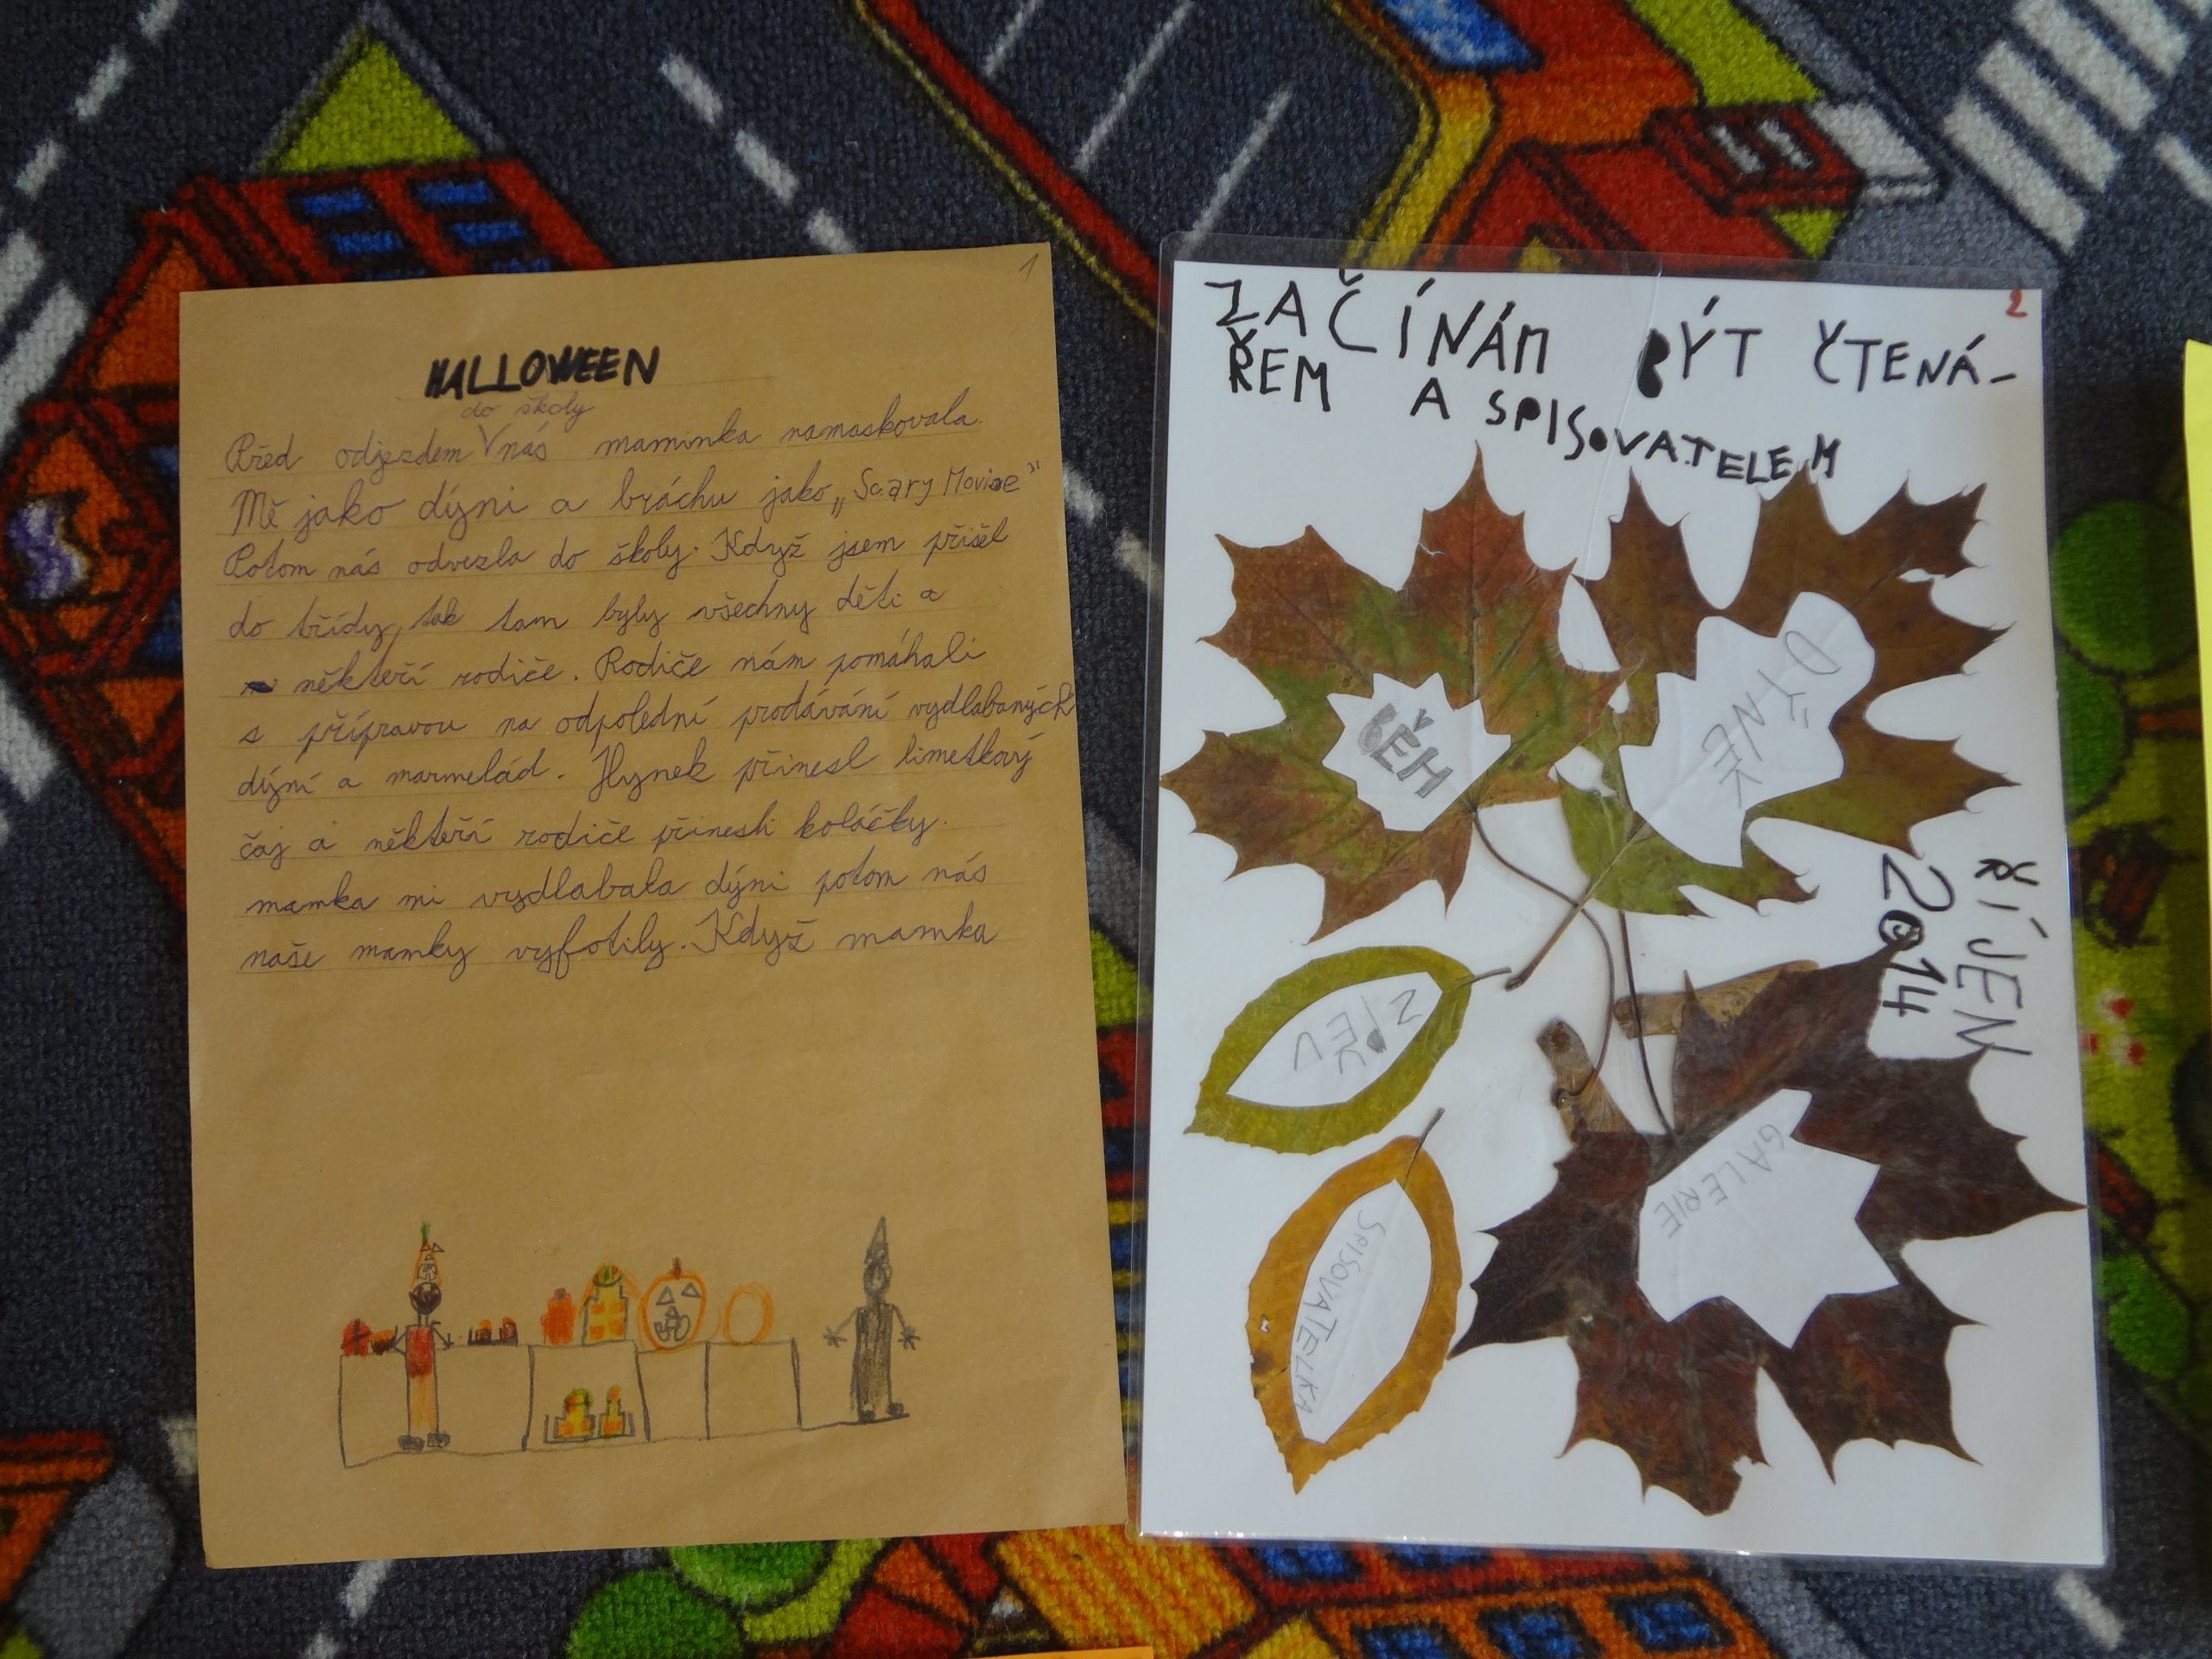 1
HALLOWEEN
do školy
Před odjezdem V nás maminka namaskovala.
Mě jako dýni a bráchu jako „Scary Movie"
Potom nás odvezla do školy. Když jsem přišel
do třídy, tak tam byly všechny děti a
někteří rodiče. Rodiče nám pomáhali
s přípravou na odpolední prodávání vydlabaných
dýní a marmelád. Hynek přinesl limetkový
čaj a někteří rodiče přinesli koláčky.
mamka mi vydlabala dýni potom nás
naše mamky vyfotily. Když mamka
2
ZAČÍNÁM BÝT ČTENÁ-
ŘEM A SPISOVATELEM
BĚH
DÝNĚ
ŘÍJEN
2014
ZPĚV
GALERIE
SPISOVATELKA